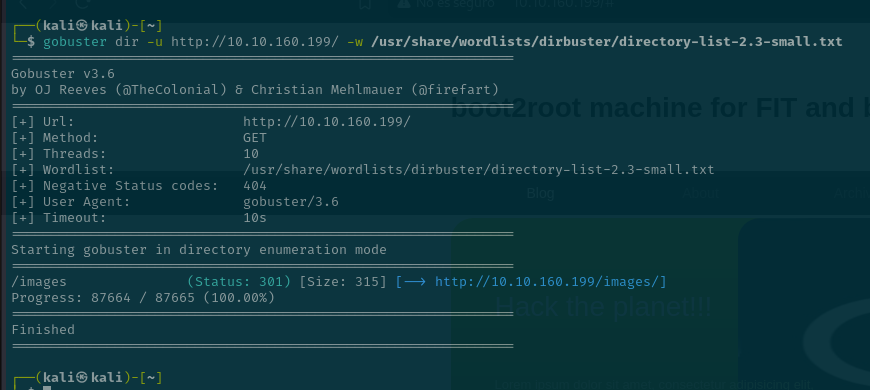 No es seguro 10.10.160.199/#
┌──(kali㉿kali)-[~]
└─$ gobuster dir -u http://10.10.160.199/ -w /usr/share/wordlists/dirbuster/directory-list-2.3-small.txt
===============================================================
Gobuster v3.6
by OJ Reeves (@TheColonial) & Christian Mehlmauer (@firefart)
===============================================================
[+] Url:                     http://10.10.160.199/
[+] Method:                  GET
[+] Threads:                 10
[+] Wordlist:                /usr/share/wordlists/dirbuster/directory-list-2.3-small.txt
[+] Negative Status codes:   404
[+] User Agent:              gobuster/3.6
[+] Timeout:                 10s
===============================================================
Starting gobuster in directory enumeration mode
===============================================================
/images               (Status: 301) [Size: 315] [--> http://10.10.160.199/images/]
Progress: 87664 / 87665 (100.00%)
===============================================================
Finished
===============================================================
┌──(kali㉿kali)-[~]
└─$
boot2root machine for FIT and
Blog
About
Hack the planet!!!